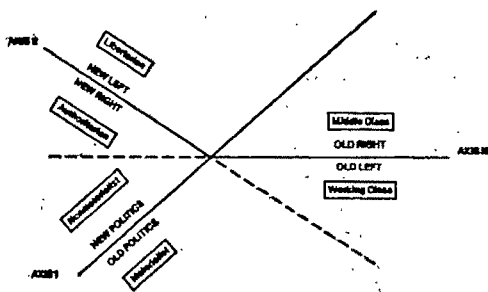 AXIS II
Libertarian
NEW LEFT
NEW RIGHT
Authoritarian
Middle Class
OLD RIGHT
AXIS III
OLD LEFT
Working Class
Nonmaterialist
NEW POLITICS
OLD POLITICS
AXIS I
Materialist